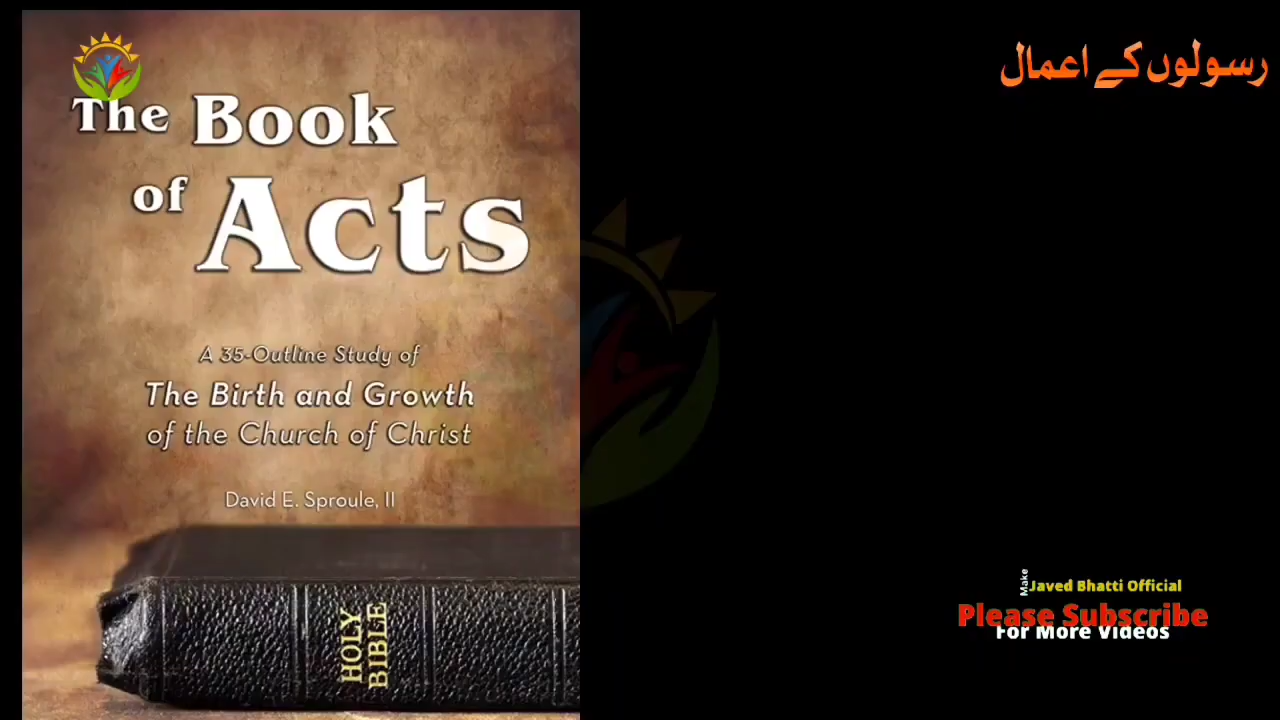 The Book
of Acts
A 35-Outline Study of
The Birth and Growth
of the Church of Christ
David E. Sproule, II
HOLY
BIBLE
رسولوں کے اعمال
Make
Javed Bhatti Official
Please Subscribe
For More Videos